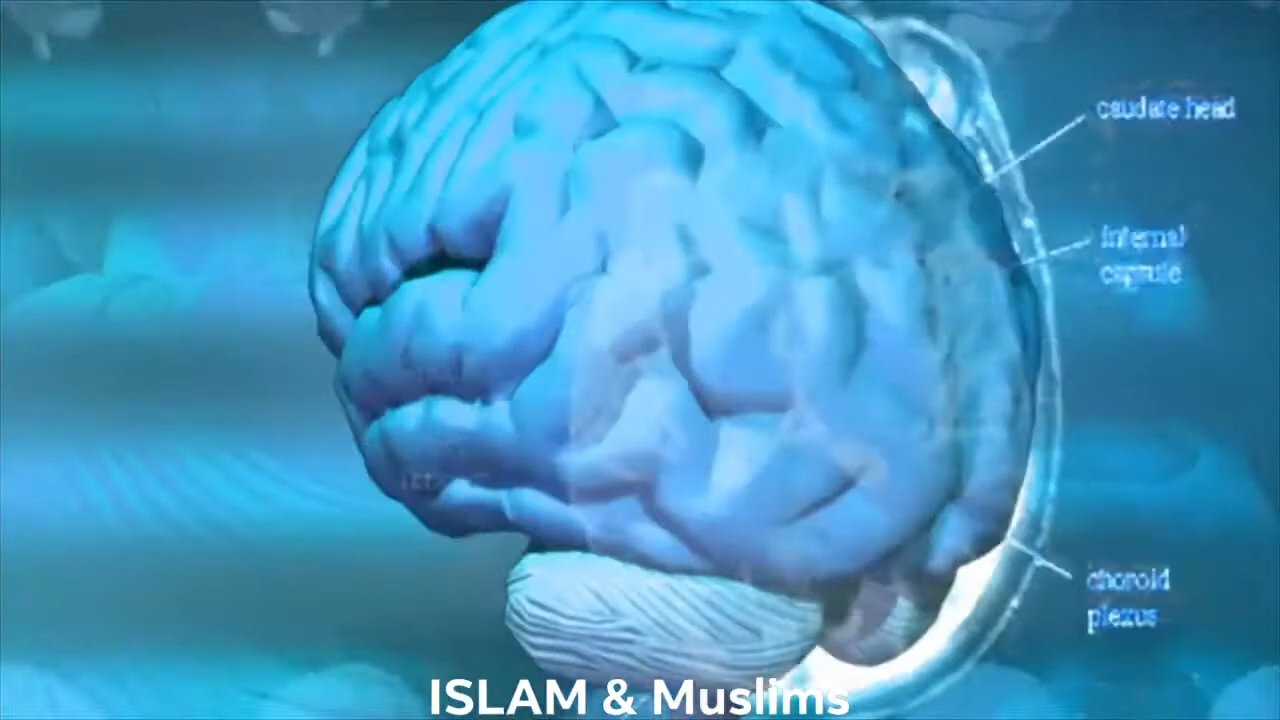 caudate head
internal
capsule
choroid
plexus
ISLAM & Muslims